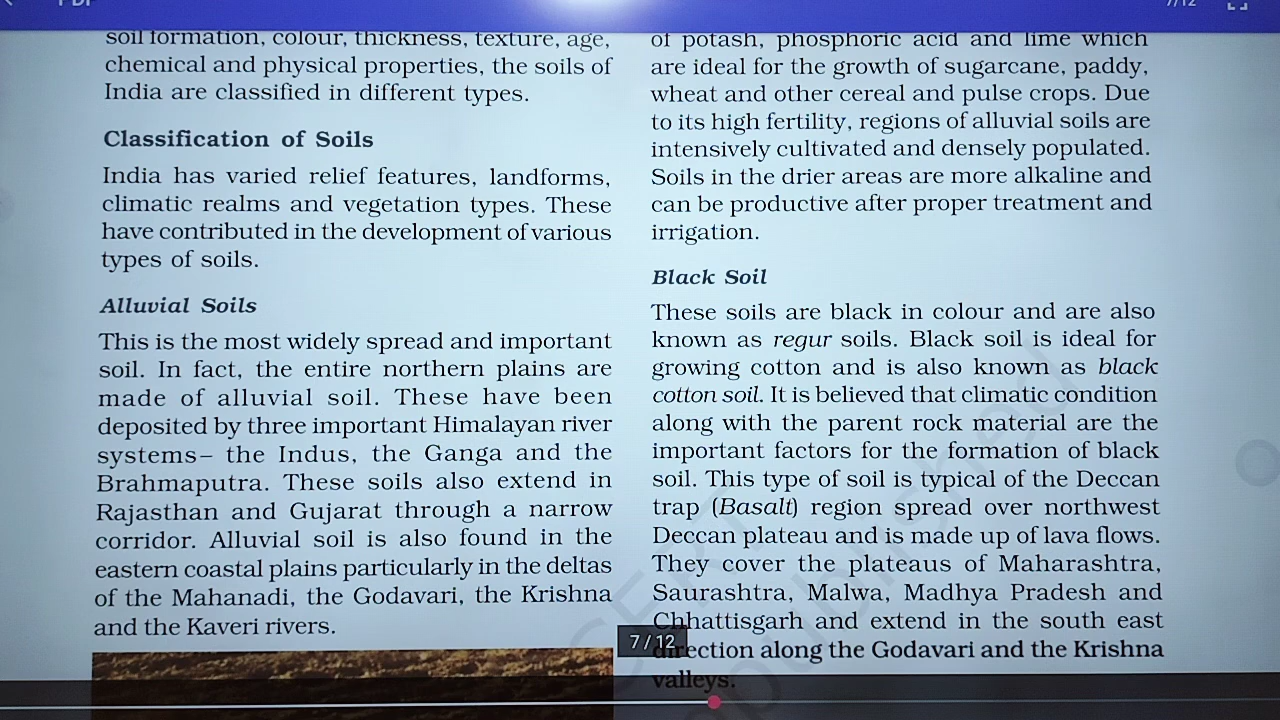 PDF
7/12
soil formation, colour, thickness, texture, age,
chemical and physical properties, the soils of
India are classified in different types.
Classification of Soils
India has varied relief features, landforms,
climatic realms and vegetation types. These
have contributed in the development of various
types of soils.
Alluvial Soils
This is the most widely spread and important
soil. In fact, the entire northern plains are
made of alluvial soil. These have been
deposited by three important Himalayan river
systems– the Indus, the Ganga and the
Brahmaputra. These soils also extend in
Rajasthan and Gujarat through a narrow
corridor. Alluvial soil is also found in the
eastern coastal plains particularly in the deltas
of the Mahanadi, the Godavari, the Krishna
and the Kaveri rivers.
of potash, phosphoric acid and lime which
are ideal for the growth of sugarcane, paddy,
wheat and other cereal and pulse crops. Due
to its high fertility, regions of alluvial soils are
intensively cultivated and densely populated.
Soils in the drier areas are more alkaline and
can be productive after proper treatment and
irrigation.
Black Soil
These soils are black in colour and are also
known as regur soils. Black soil is ideal for
growing cotton and is also known as black
cotton soil. It is believed that climatic condition
along with the parent rock material are the
important factors for the formation of black
soil. This type of soil is typical of the Deccan
trap (Basalt) region spread over northwest
Deccan plateau and is made up of lava flows.
They cover the plateaus of Maharashtra,
Saurashtra, Malwa, Madhya Pradesh and
Chhattisgarh and extend in the south east
direction along the Godavari and the Krishna
valleys.
7 / 12